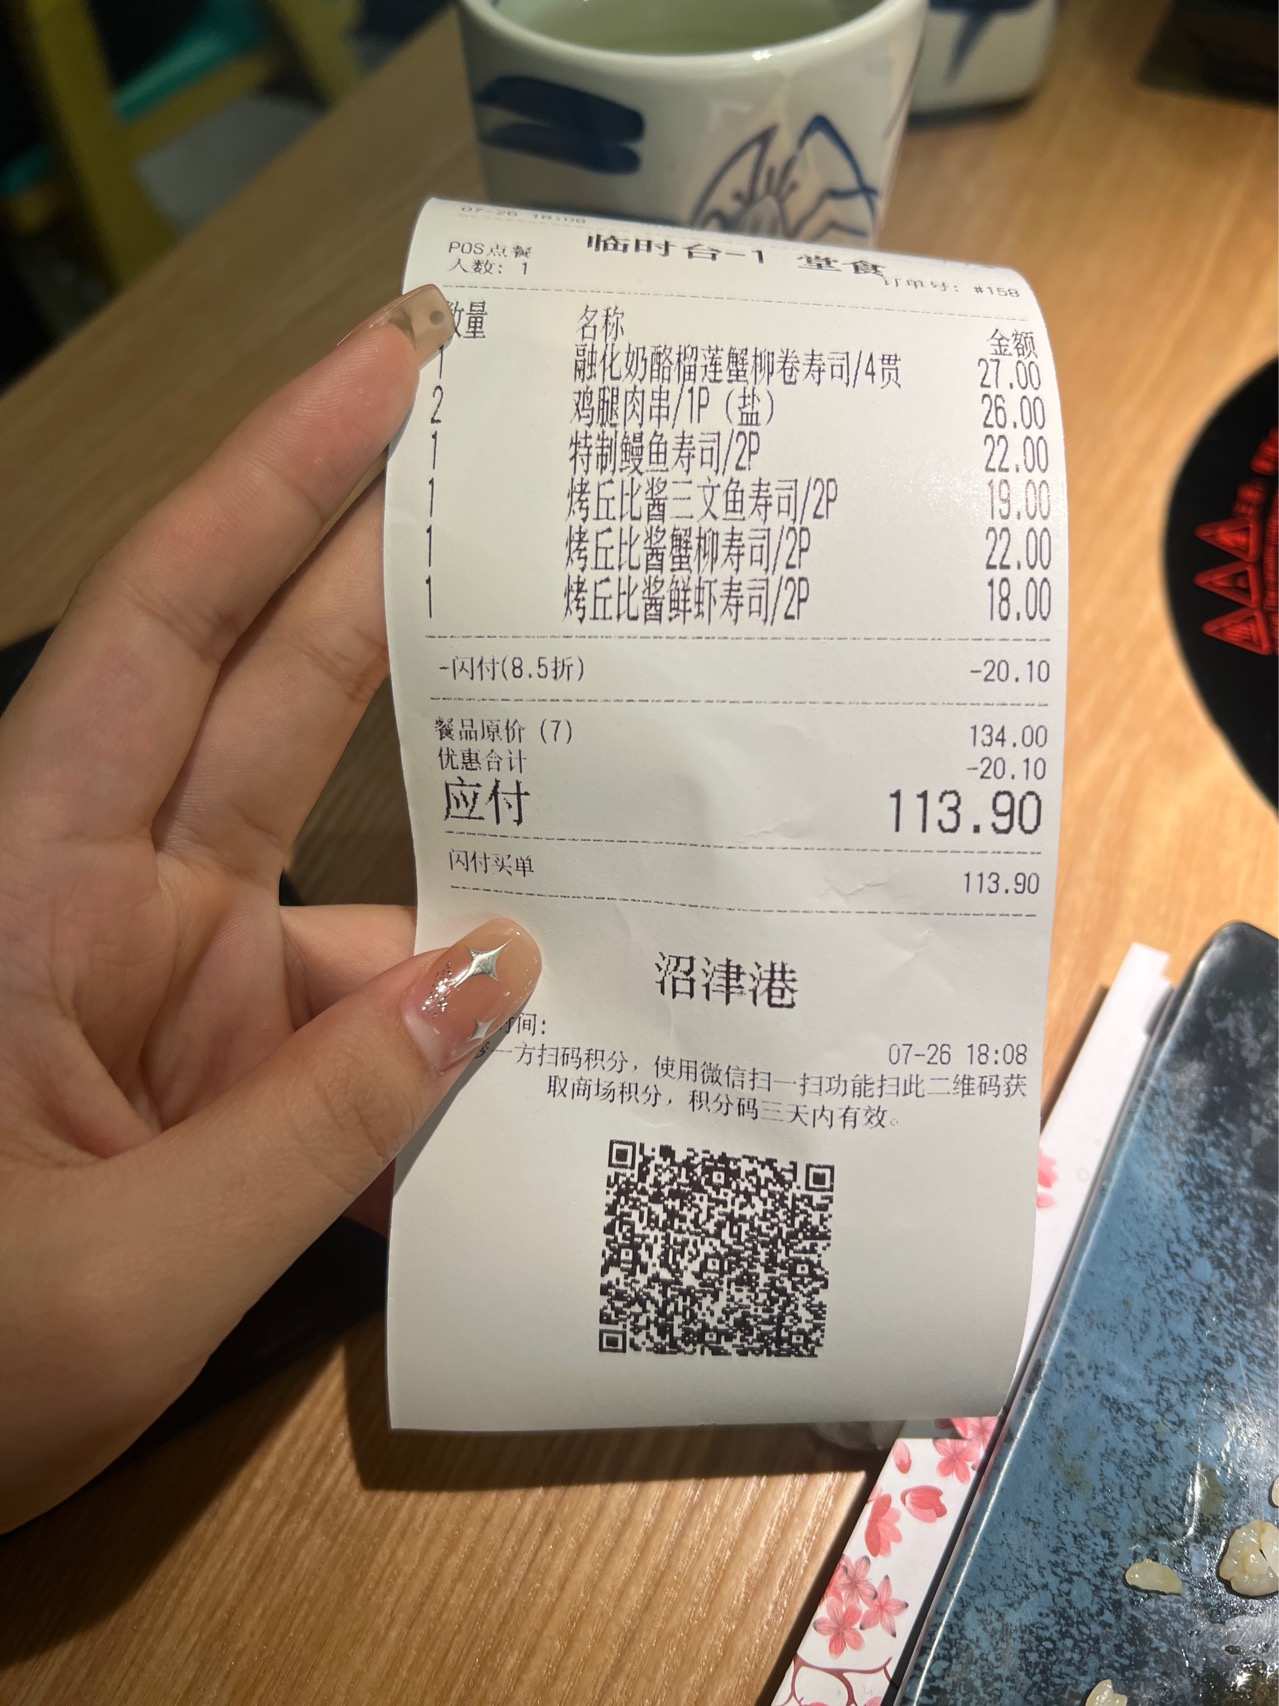 07-26 18:08
临时台-1 堂食
POS点餐
人数: 1
订单号: #158
数量 名称 金额
1 融化奶酪榴莲蟹柳卷寿司/4贯 27.00
2 鸡腿肉串/1P（盐） 26.00
1 特制鳗鱼寿司/2P 22.00
1 烤丘比酱三文鱼寿司/2P 19.00
1 烤丘比酱蟹柳寿司/2P 22.00
1 烤丘比酱鲜虾寿司/2P 18.00
-闪付(8.5折) -20.10
餐品原价 (7) 134.00
优惠合计 -20.10
应付 113.90
闪付买单 113.90
沼津港
时间: 07-26 18:08
一方扫码积分，使用微信扫一扫功能扫此二维码获
取商场积分，积分码三天内有效。